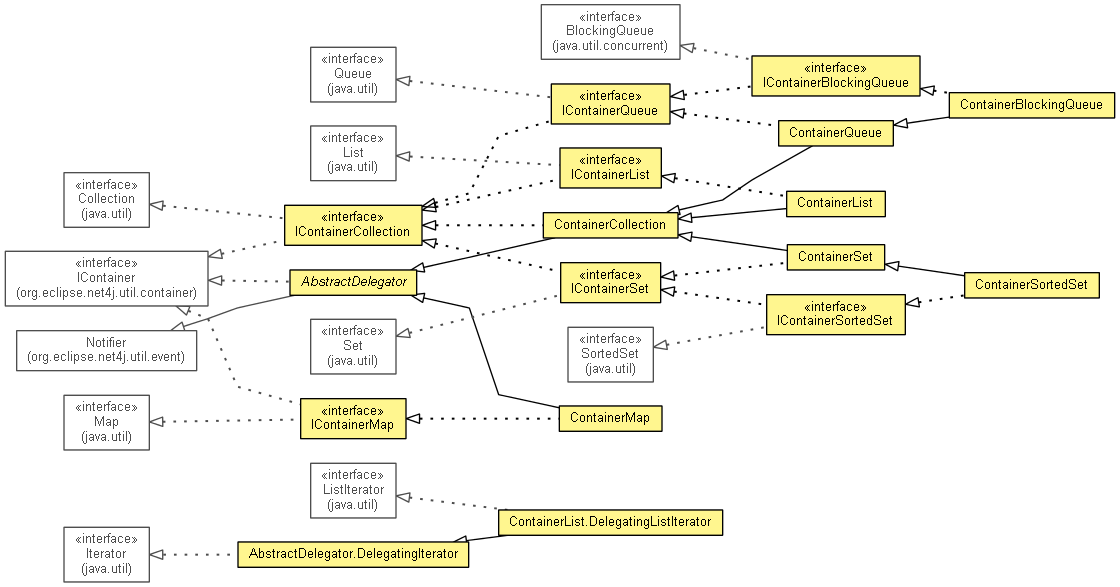 «interface»
BlockingQueue
(java.util.concurrent)
«interface»
Queue
(java.util)
«interface»
IContainerBlockingQueue
«interface»
IContainerQueue
ContainerBlockingQueue
ContainerQueue
«interface»
List
(java.util)
«interface»
IContainerList
«interface»
Collection
(java.util)
ContainerList
«interface»
IContainerCollection
ContainerCollection
«interface»
IContainer
(org.eclipse.net4j.util.container)
ContainerSet
AbstractDelegator
«interface»
IContainerSet
ContainerSortedSet
«interface»
IContainerSortedSet
«interface»
Set
(java.util)
«interface»
SortedSet
(java.util)
Notifier
(org.eclipse.net4j.util.event)
«interface»
Map
(java.util)
«interface»
IContainerMap
ContainerMap
«interface»
ListIterator
(java.util)
ContainerList.DelegatingListIterator
«interface»
Iterator
(java.util)
AbstractDelegator.DelegatingIterator